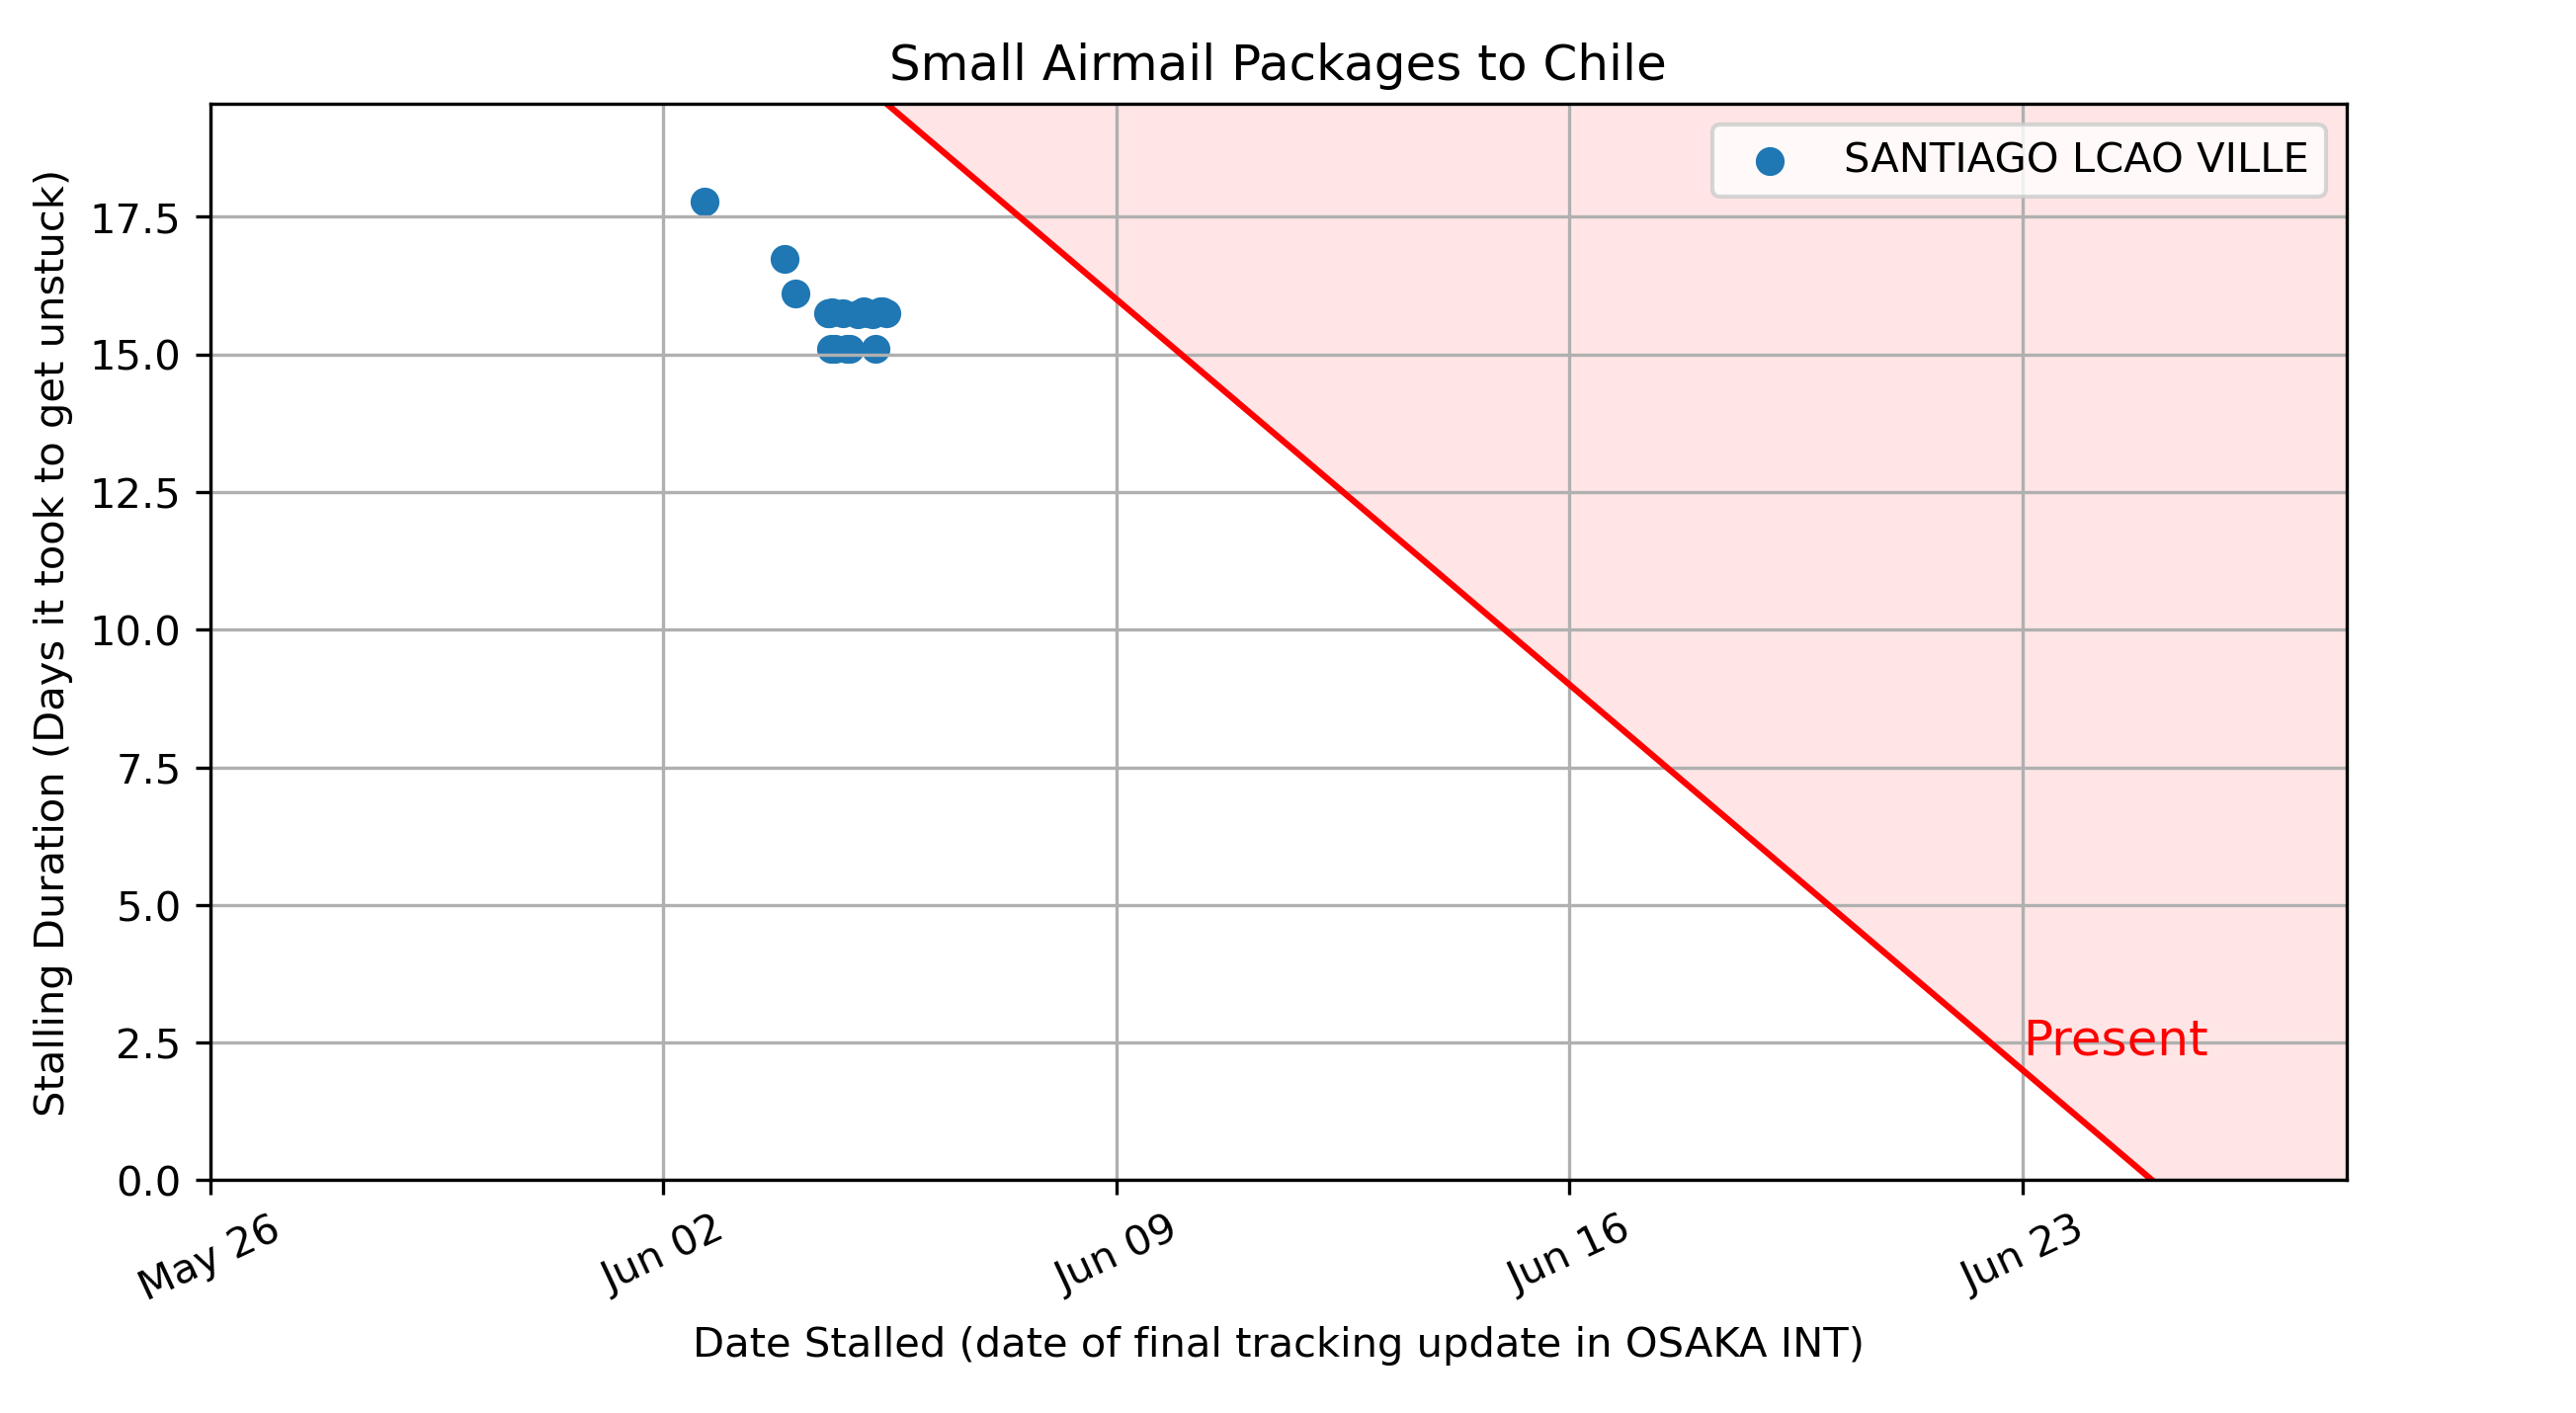 Small Airmail Packages to Chile
SANTIAGO LCAO VILLE
Stalling Duration (Days it took to get unstuck)
17.5
15.0
12.5
10.0
7.5
5.0
2.5
0.0
Present
May 26
Jun 02
Jun 09
Jun 16
Jun 23
Date Stalled (date of final tracking update in OSAKA INT)